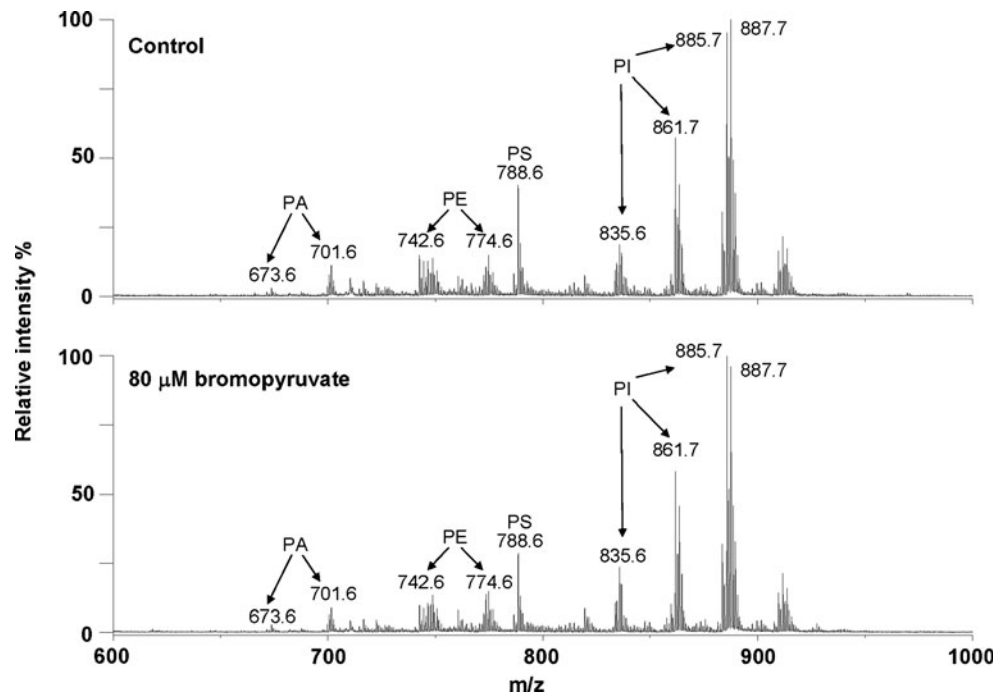 100
Control
885.7
887.7
PI
861.7
50
PS
788.6
PA
PE
835.6
701.6
742.6
774.6
673.6
0
Relative intensity %
100
80 μM bromopyruvate
885.7
887.7
PI
861.7
50
PS
788.6
PA
PE
835.6
701.6
742.6
774.6
673.6
0
600
700
800
900
1000
m/z